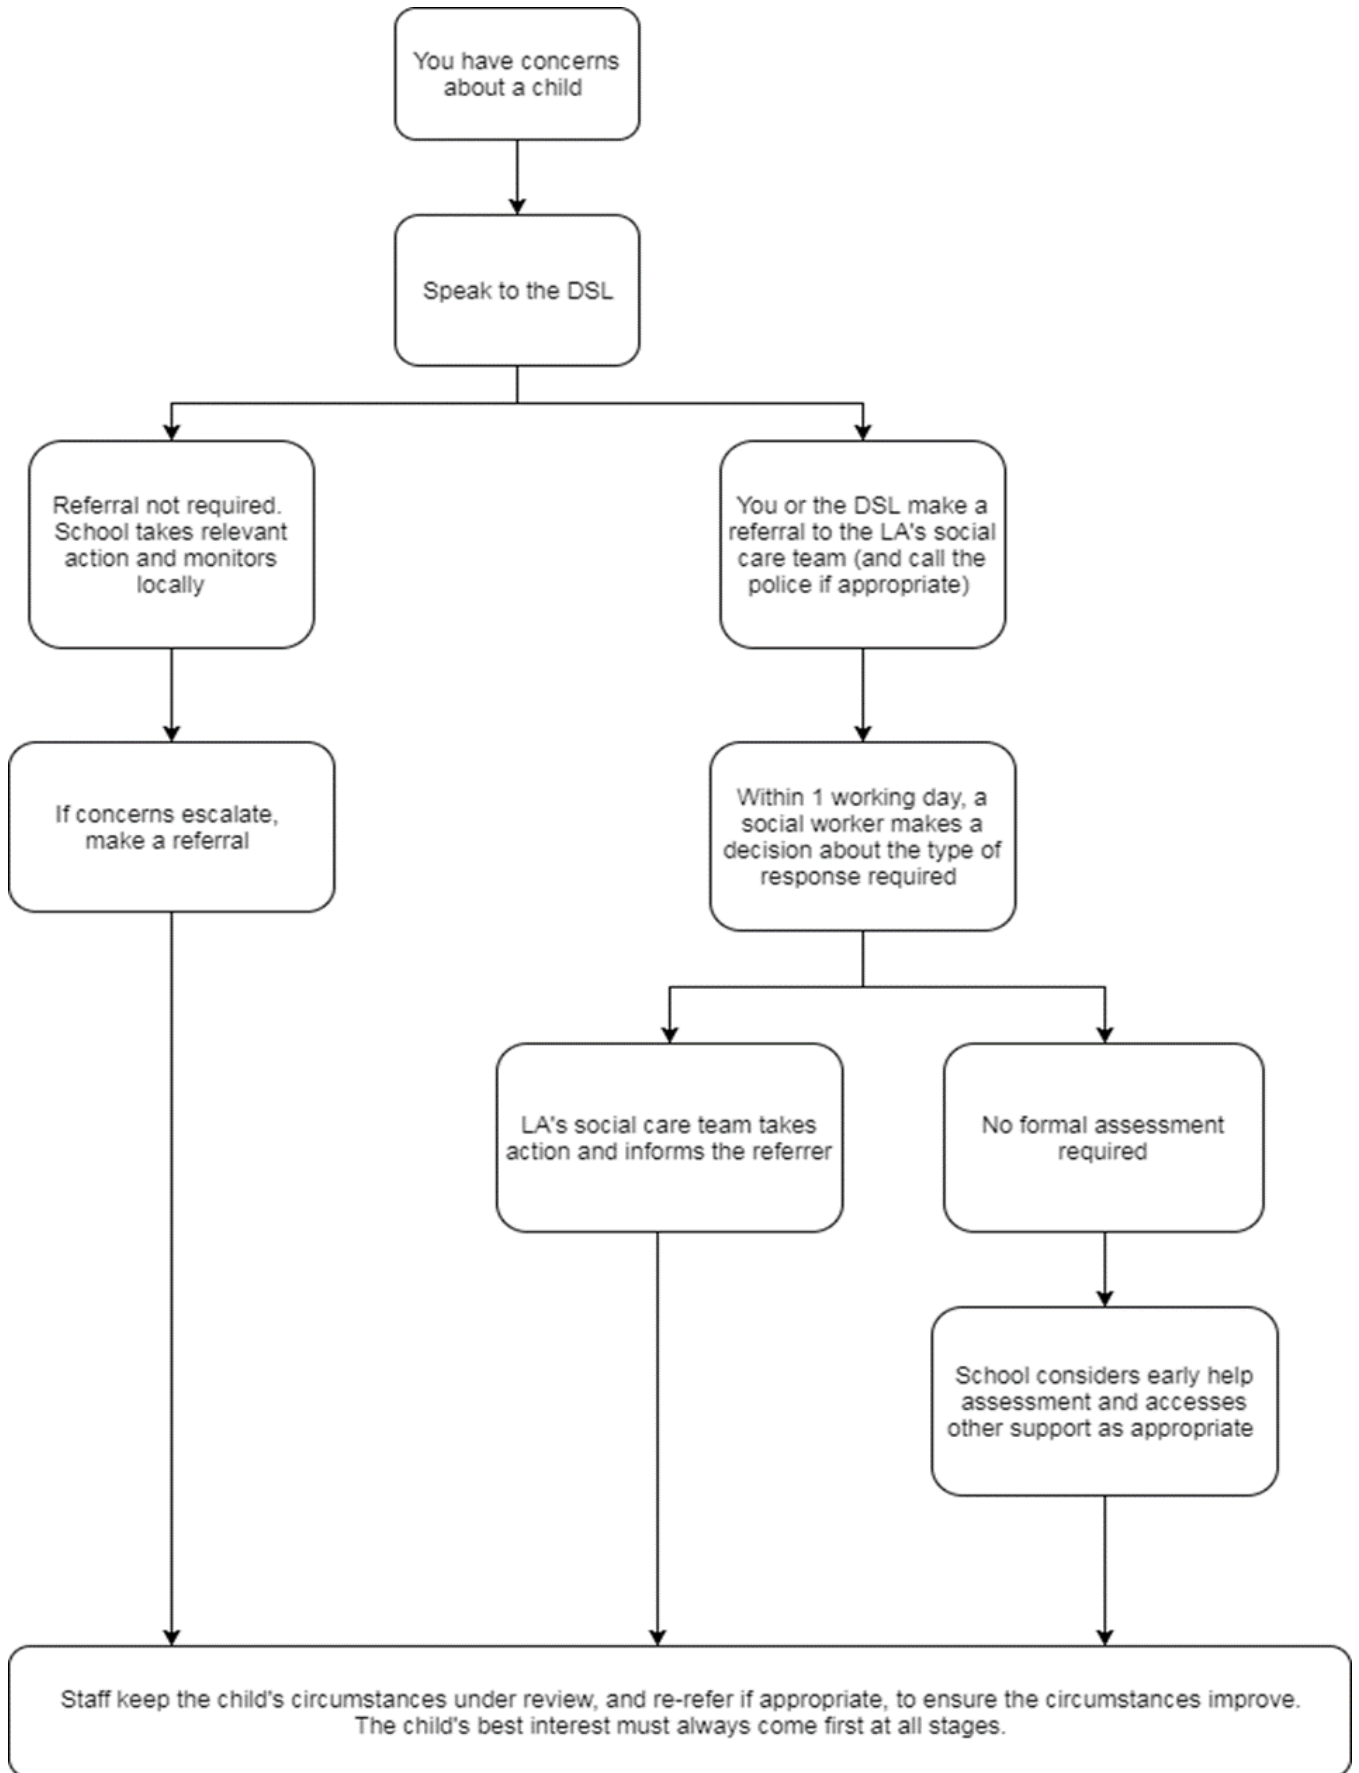 You have concerns
about a child
Speak to the DSL
Referral not required.
School takes relevant
action and monitors
locally
You or the DSL make a
referral to the LA's social
care team (and call the
police if appropriate)
If concerns escalate,
make a referral
Within 1 working day, a
social worker makes a
decision about the type of
response required
LA's social care team takes
action and informs the referrer
No formal assessment
required
School considers early help
assessment and accesses
other support as appropriate
Staff keep the child's circumstances under review, and re-refer if appropriate, to ensure the circumstances improve.
The child's best interest must always come first at all stages.